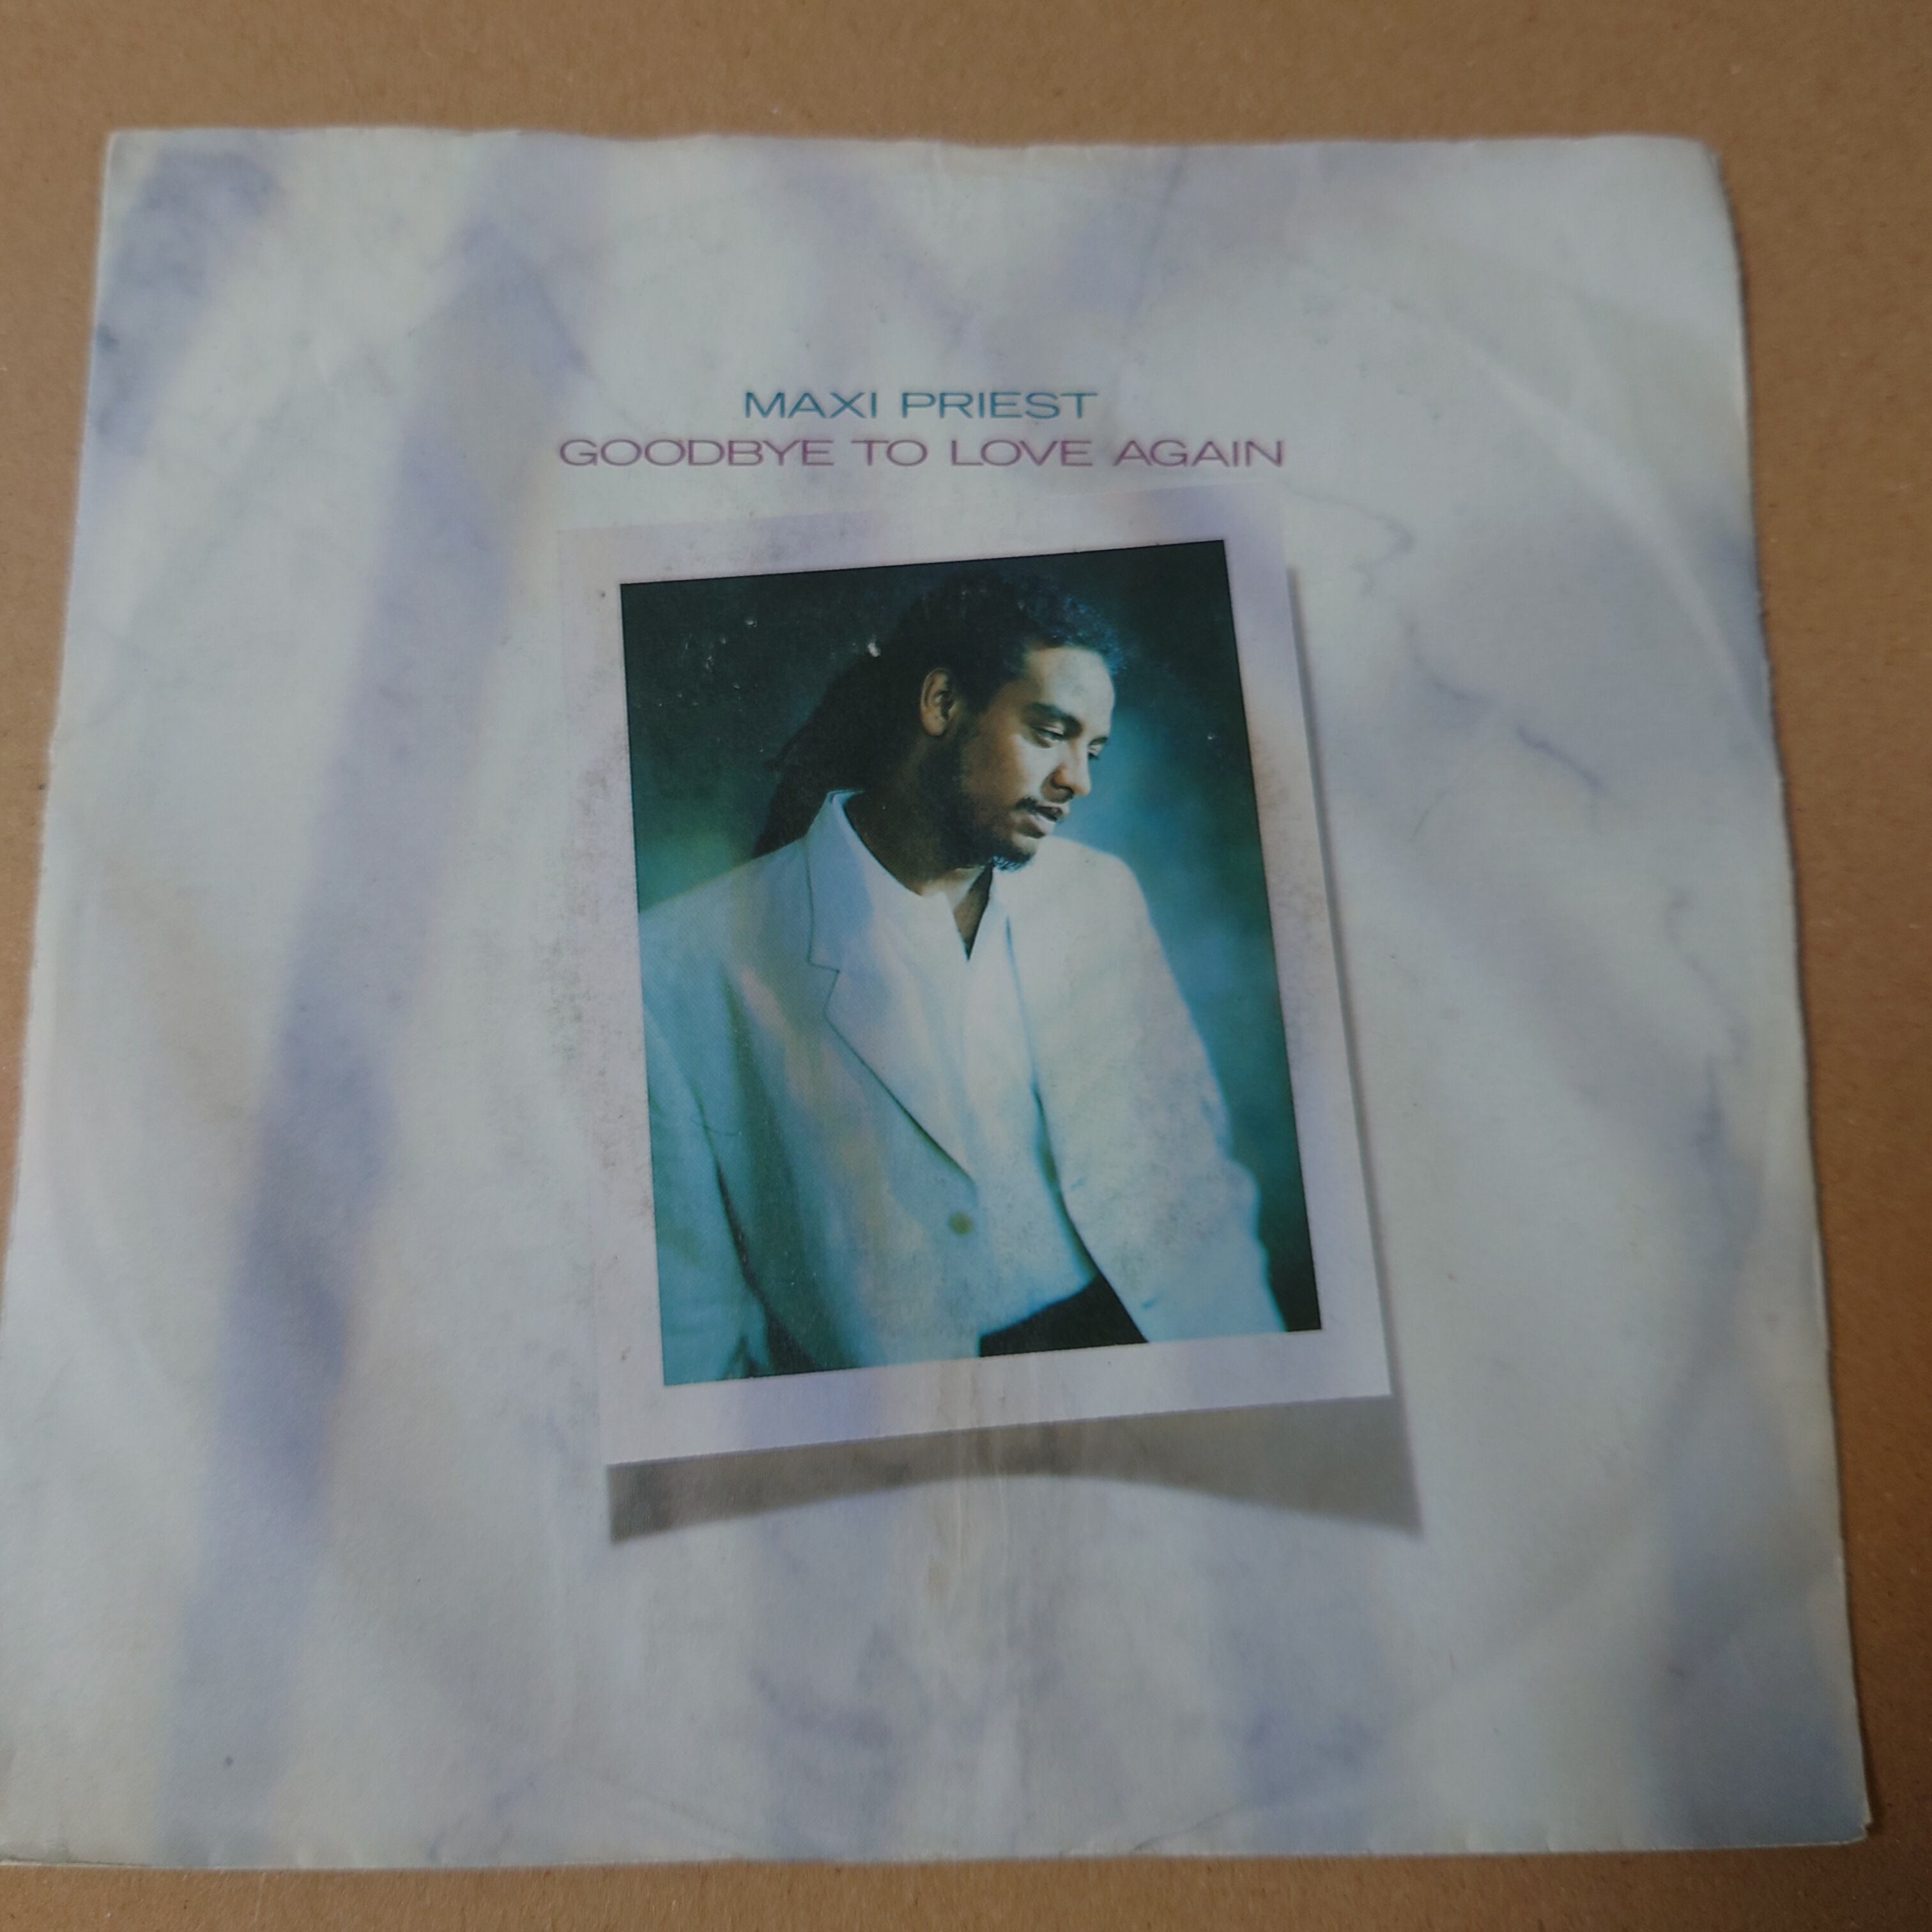 MAXI PRIEST
GOODBYE TO LOVE AGAIN